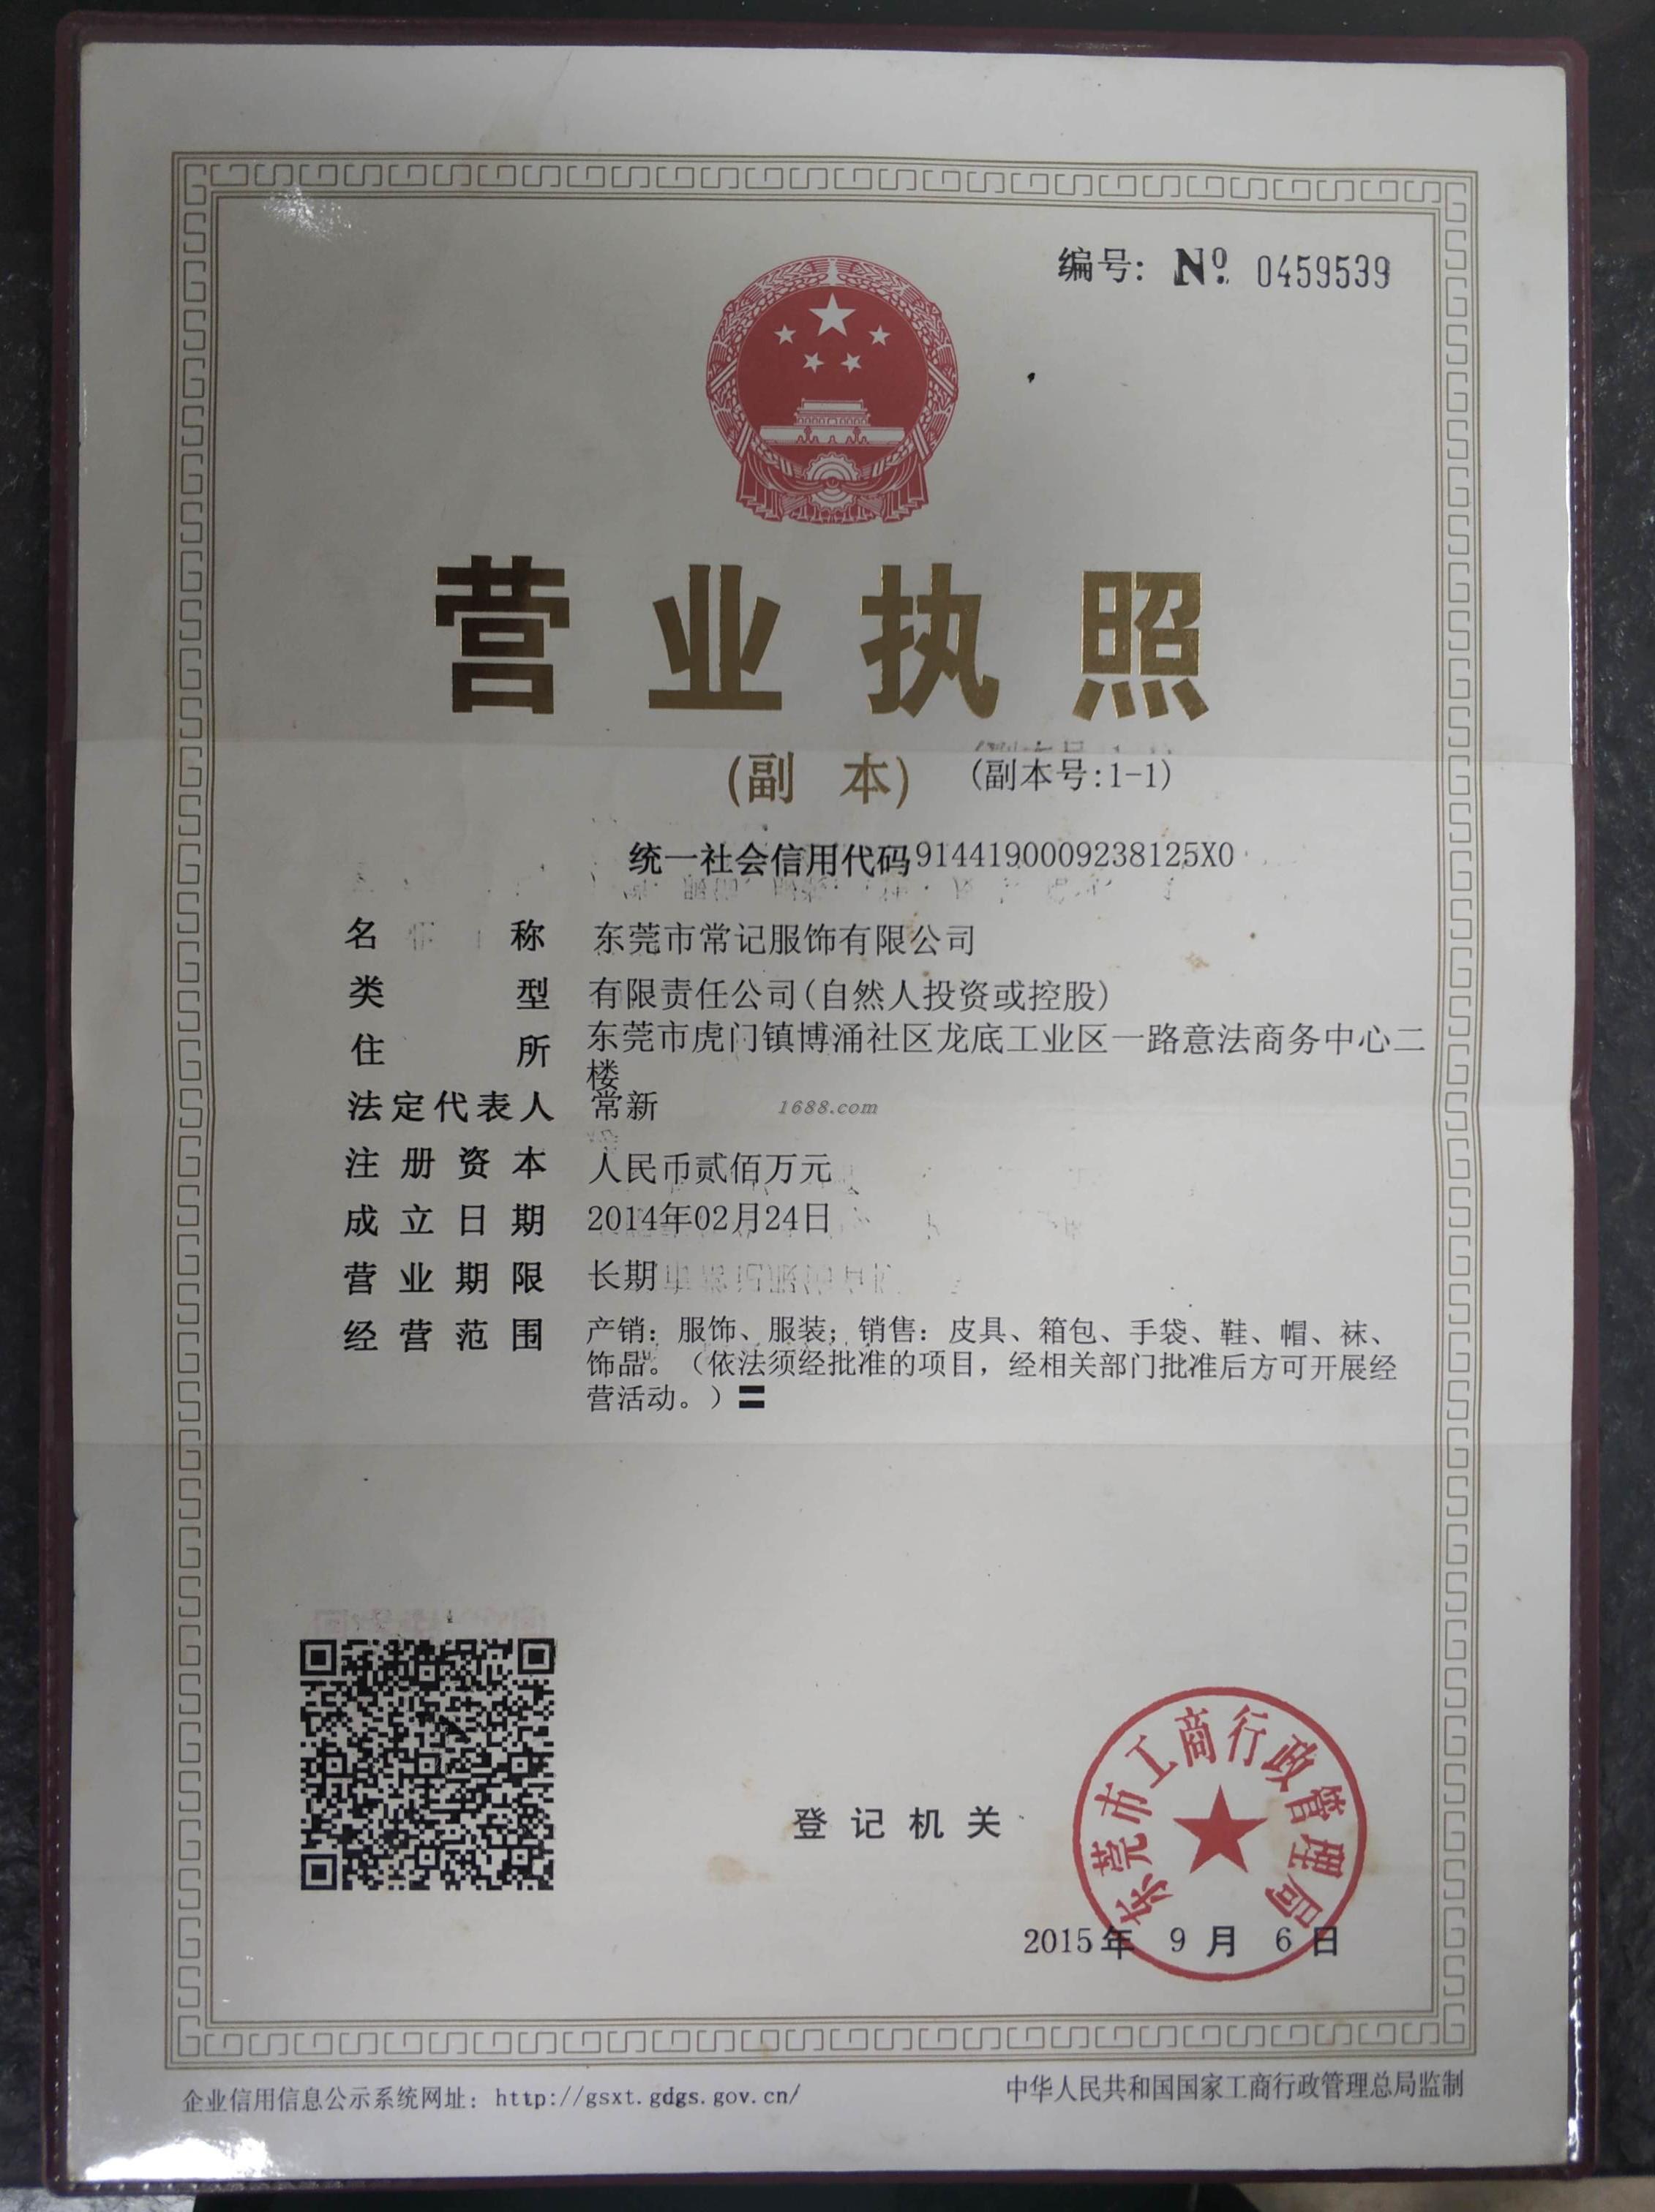 编号: № 0459539
营业执照
(副 本) (副本号:1-1)
统一社会信用代码91441900092381 25X0
名 称 东莞市常记服饰有限公司
类 型 有限责任公司(自然人投资或控股)
住 所 东莞市虎门镇博涌社区龙底工业区一路意法商务中心二
楼
法定代表人 常新
1688.com
注册资本 人民币贰佰万元
成立日期 2014年02月24日
营业期限 长期
经营范围 产销：服饰、服装；销售：皮具、箱包、手袋、鞋、帽、袜、
饰品。（依法须经批准的项目，经相关部门批准后方可开展经
营活动。）〓
登记机关
东莞市工商行政管理局
2015年 9月 6日
企业信用信息公示系统网址：http://gsxt.gdgs.gov.cn/
中华人民共和国国家工商行政管理总局监制